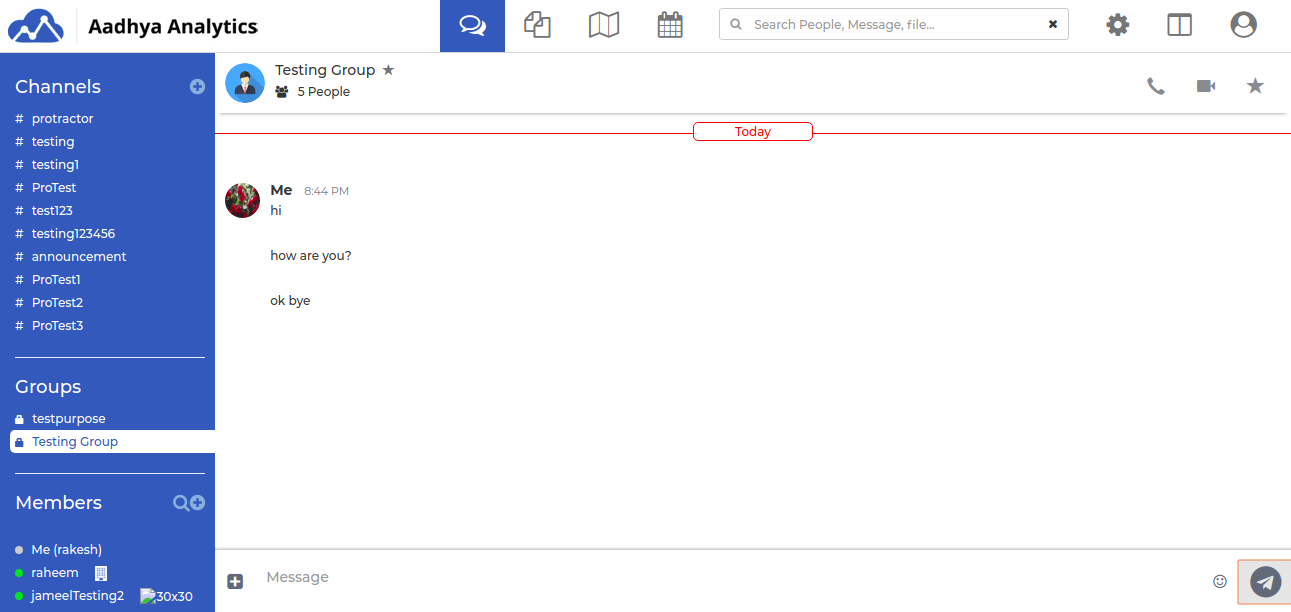 Aadhya Analytics
Search People, Message, file...
Channels
# protractor
# testing
# testing1
# ProTest
# test123
# testing123456
# announcement
# ProTest1
# ProTest2
# ProTest3
Groups
testpurpose
Testing Group
Members
Me (rakesh)
raheem
jameelTesting2 30x30
Testing Group
5 People
Today
Me 8:44 PM
hi
how are you?
ok bye
Message